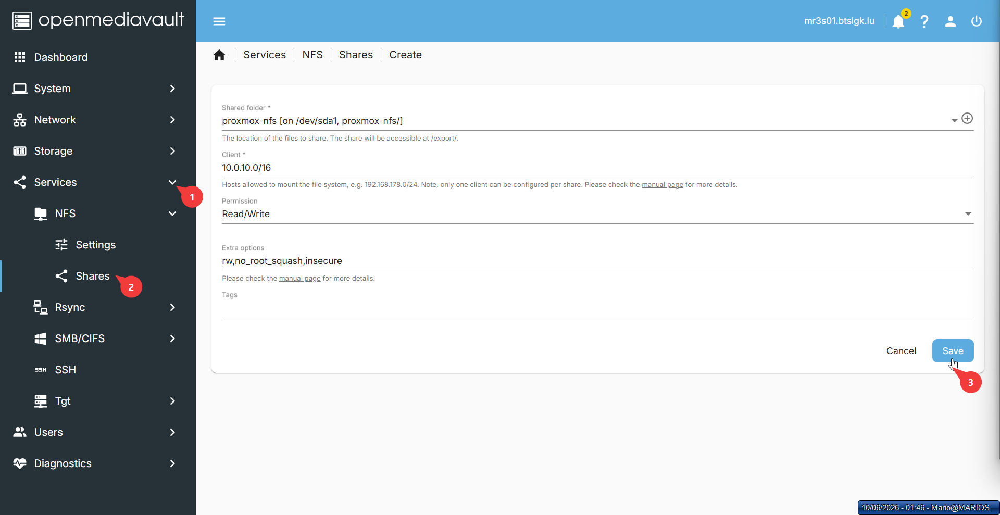 openmediavault
mr3s01.btslgk.lu
2
Dashboard
System
Network
Storage
Services
1
NFS
Settings
Shares
2
Rsync
SMB/CIFS
SSH SSH
Tgt
Users
Diagnostics
Services | NFS | Shares | Create
Shared folder *
proxmox-nfs [on /dev/sda1, proxmox-nfs/]
The location of the files to share. The share will be accessible at /export/.
Client *
10.0.10.0/16
Hosts allowed to mount the file system, e.g. 192.168.178.0/24. Note, only one client can be configured per share. Please check the manual page for more details.
Permission
Read/Write
Extra options
rw,no_root_squash,insecure
Please check the manual page for more details.
Tags
Cancel
Save
3
10/06/2026 - 01:46 - Mario@MARIOS